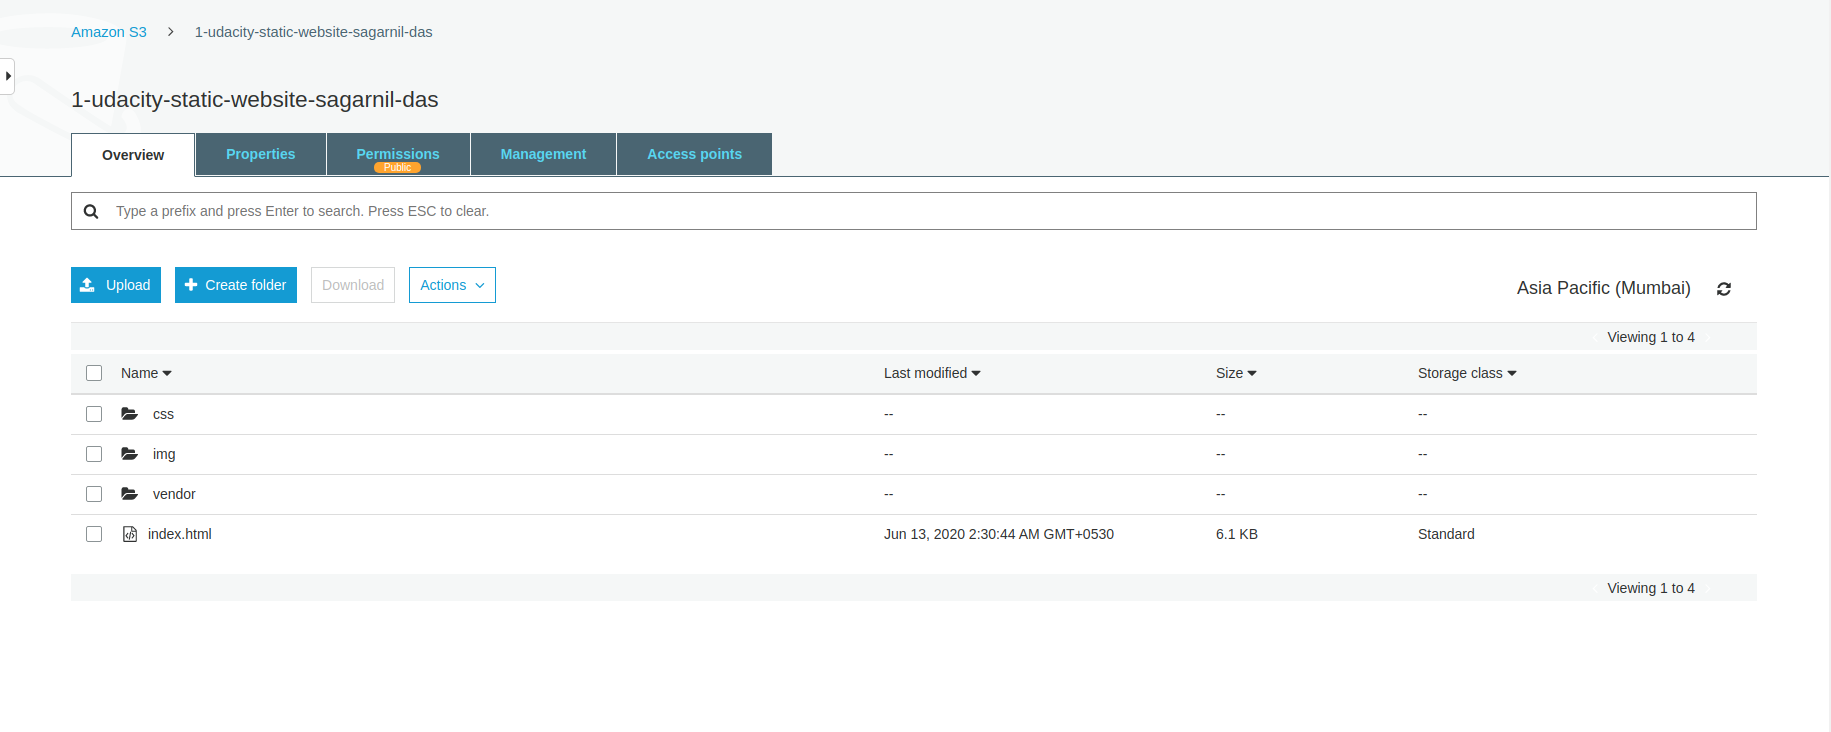 Amazon S3 > 1-udacity-static-website-sagarnil-das
1-udacity-static-website-sagarnil-das
Overview Properties Permissions Management Access points
Public
Type a prefix and press Enter to search. Press ESC to clear.
Upload Create folder Download Actions Asia Pacific (Mumbai)
Viewing 1 to 4
Name Last modified Size Storage class
css -- -- --
img -- -- --
vendor -- -- --
index.html Jun 13, 2020 2:30:44 AM GMT+0530 6.1 KB Standard
Viewing 1 to 4